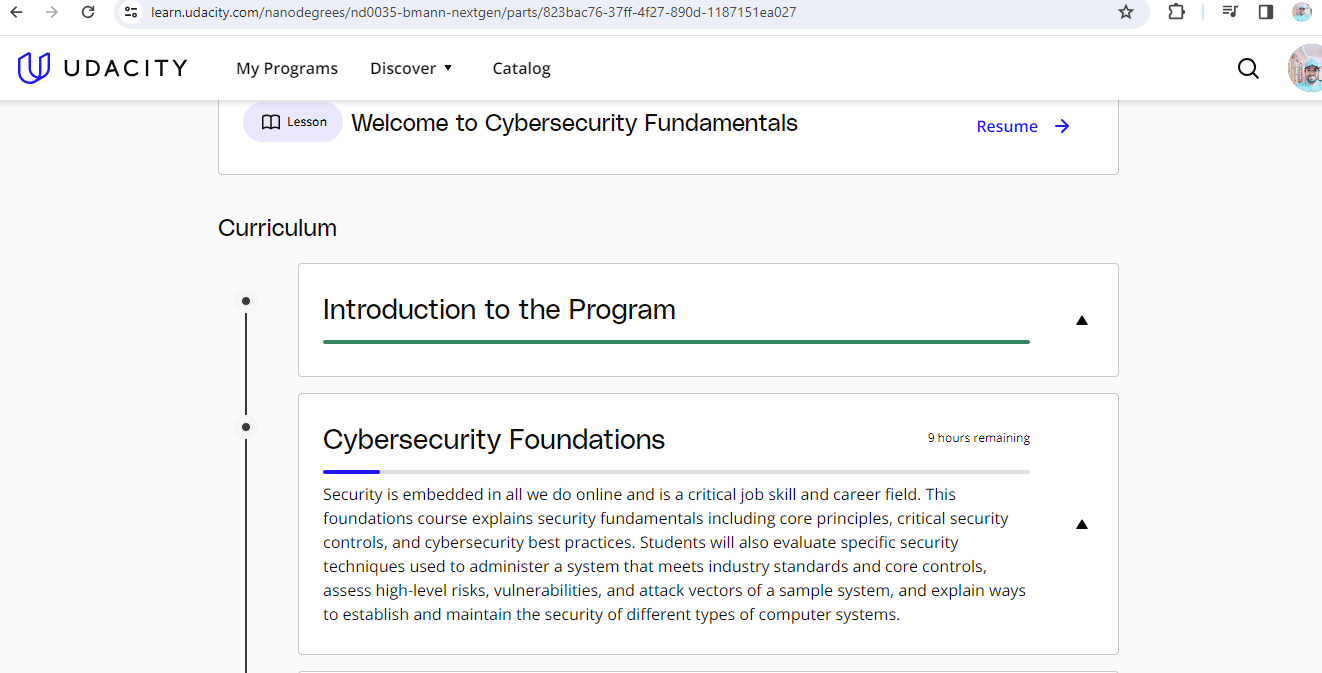 learn.udacity.com/nanodegrees/nd0035-bmann-nextgen/parts/823bac76-37ff-4f27-890d-1187151ea027
UDACITY My Programs Discover Catalog
Lesson Welcome to Cybersecurity Fundamentals Resume
Curriculum
Introduction to the Program
Cybersecurity Foundations 9 hours remaining
Security is embedded in all we do online and is a critical job skill and career field. This
foundations course explains security fundamentals including core principles, critical security
controls, and cybersecurity best practices. Students will also evaluate specific security
techniques used to administer a system that meets industry standards and core controls,
assess high-level risks, vulnerabilities, and attack vectors of a sample system, and explain ways
to establish and maintain the security of different types of computer systems.